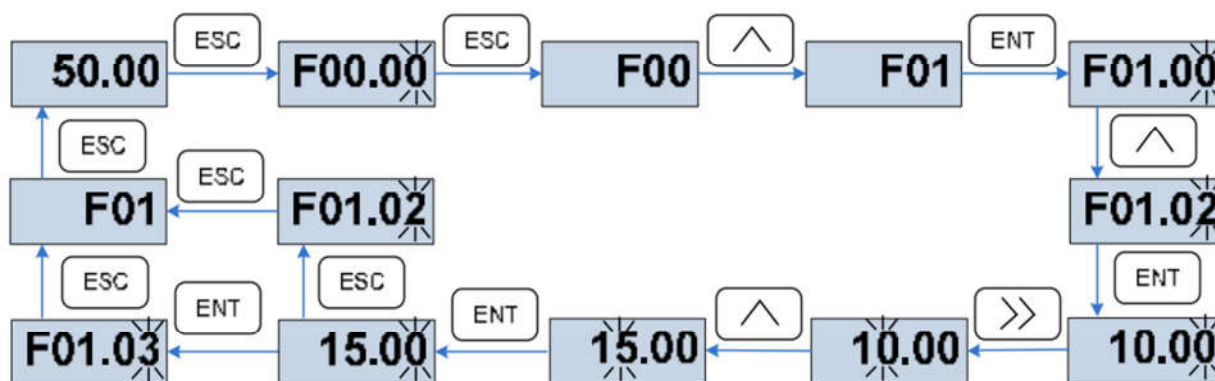 ESC ESC ENT
50.00 F00.00 F00 F01 F01.00
ESC ESC
F01 F01.02 F01.02
ESC ENT ESC ENT ENT
F01.03 15.00 15.00 10.00 10.00